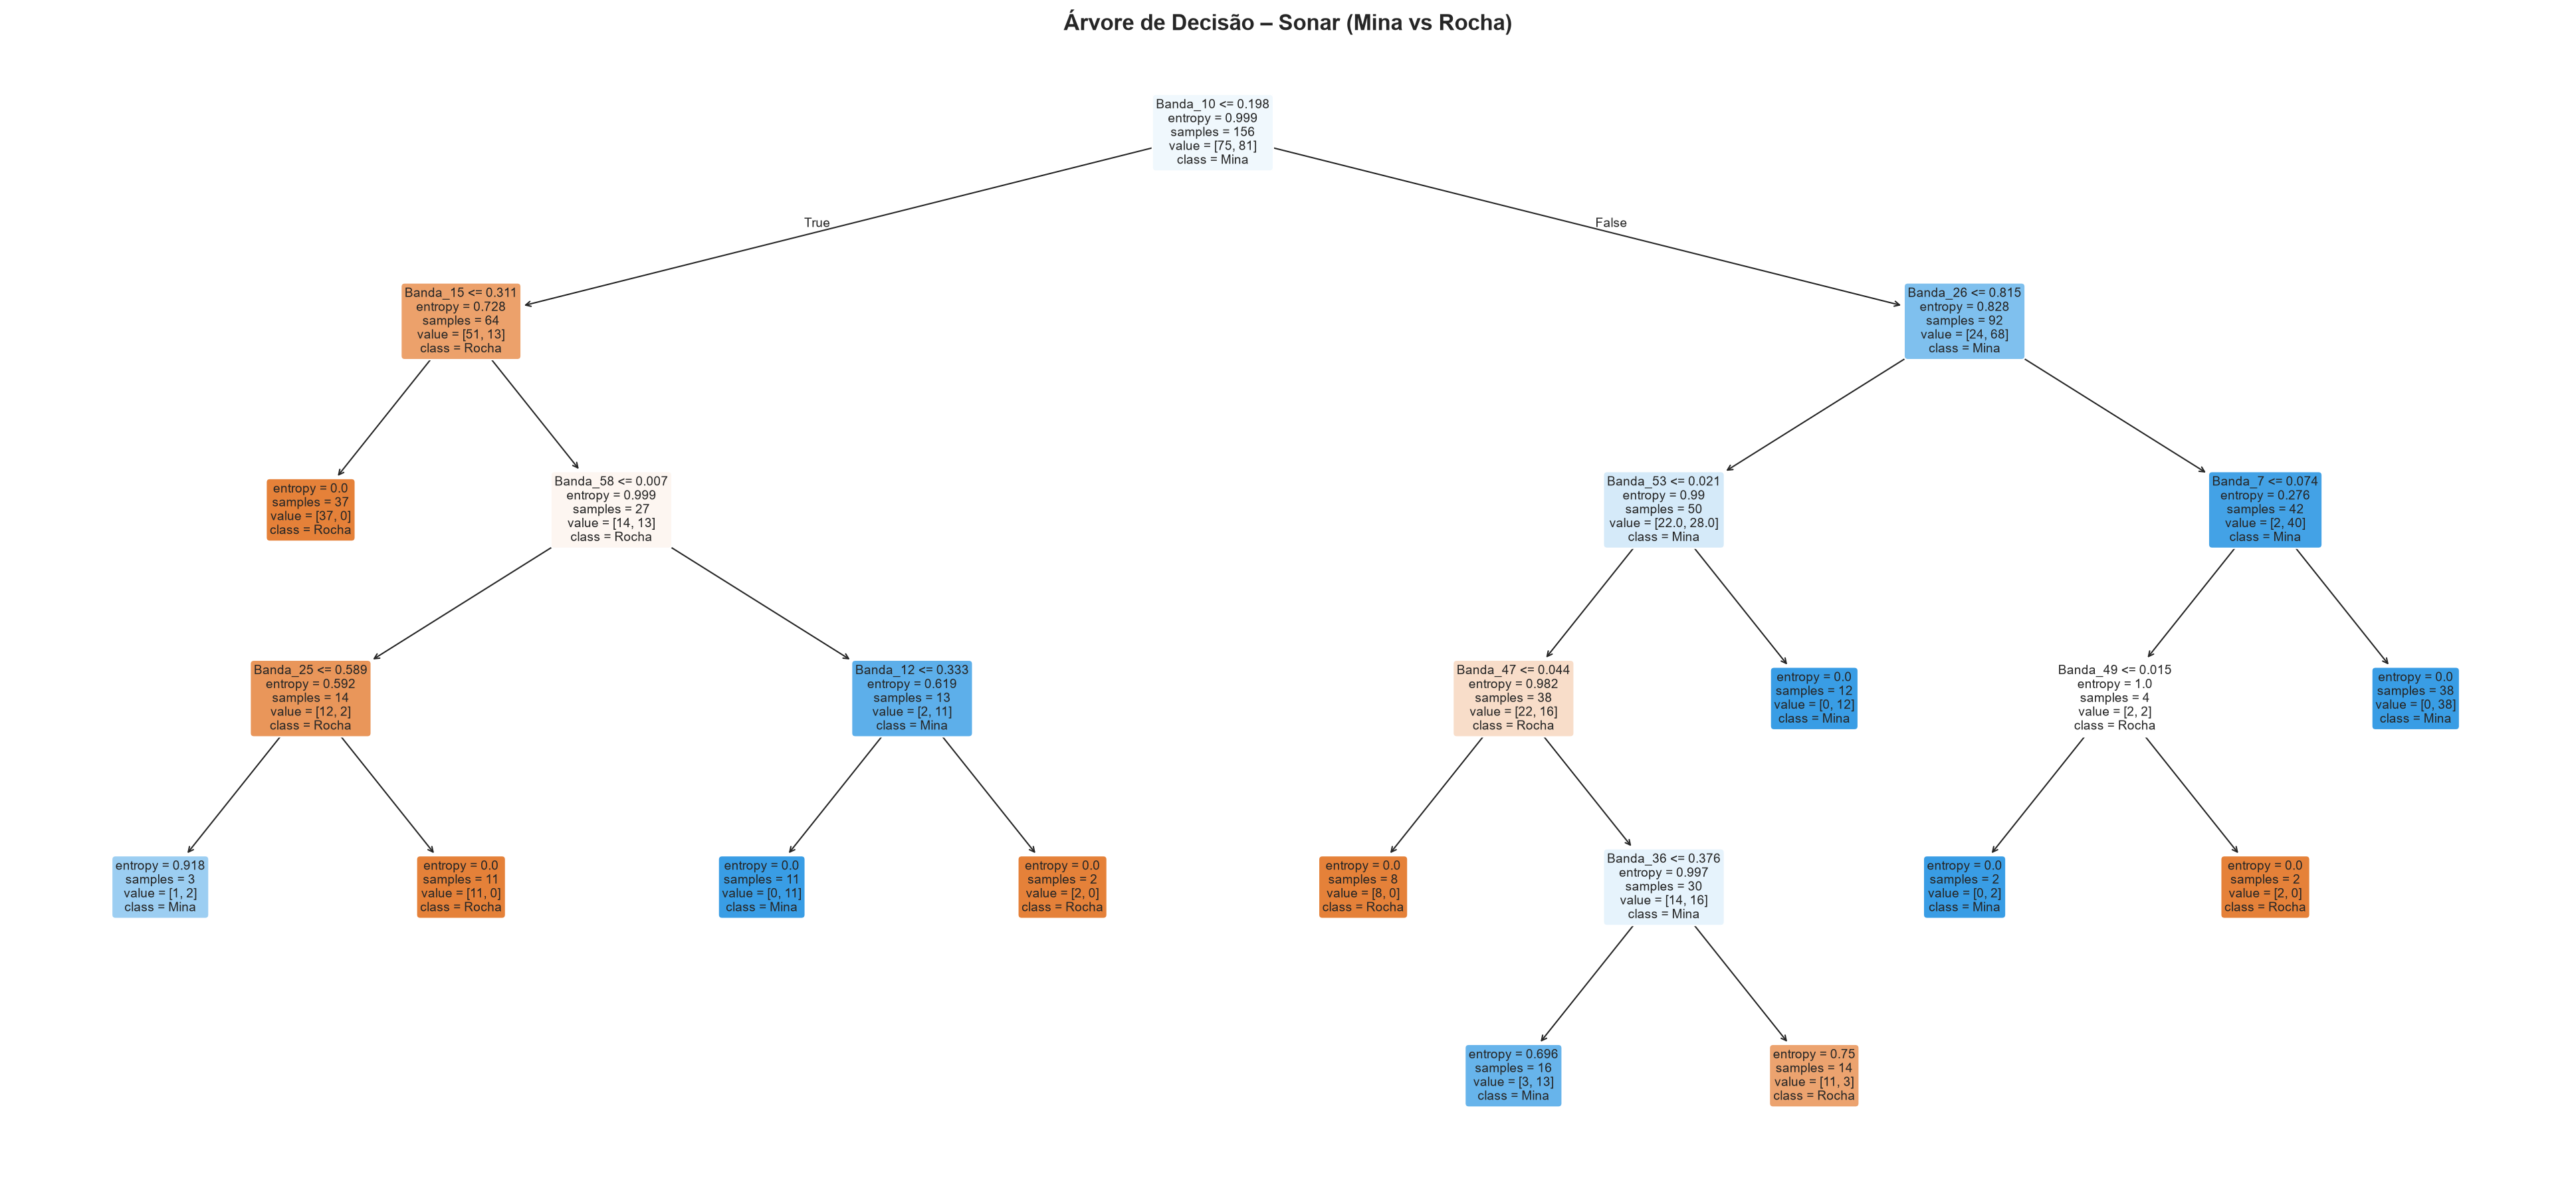 Árvore de Decisão – Sonar (Mina vs Rocha)
Banda_10 <= 0.198
entropy = 0.999
samples = 156
value = [75, 81]
class = Mina
True
False
Banda_15 <= 0.311
entropy = 0.728
samples = 64
value = [51, 13]
class = Rocha
Banda_26 <= 0.815
entropy = 0.828
samples = 92
value = [24, 68]
class = Mina
entropy = 0.0
samples = 37
value = [37, 0]
class = Rocha
Banda_58 <= 0.007
entropy = 0.999
samples = 27
value = [14, 13]
class = Rocha
Banda_53 <= 0.021
entropy = 0.99
samples = 50
value = [22.0, 28.0]
class = Mina
Banda_7 <= 0.074
entropy = 0.276
samples = 42
value = [2, 40]
class = Mina
Banda_25 <= 0.589
entropy = 0.592
samples = 14
value = [12, 2]
class = Rocha
Banda_12 <= 0.333
entropy = 0.619
samples = 13
value = [2, 11]
class = Mina
Banda_47 <= 0.044
entropy = 0.982
samples = 38
value = [22, 16]
class = Rocha
entropy = 0.0
samples = 12
value = [0, 12]
class = Mina
Banda_49 <= 0.015
entropy = 1.0
samples = 4
value = [2, 2]
class = Rocha
entropy = 0.0
samples = 38
value = [0, 38]
class = Mina
entropy = 0.918
samples = 3
value = [1, 2]
class = Mina
entropy = 0.0
samples = 11
value = [11, 0]
class = Rocha
entropy = 0.0
samples = 11
value = [0, 11]
class = Mina
entropy = 0.0
samples = 2
value = [2, 0]
class = Rocha
entropy = 0.0
samples = 8
value = [8, 0]
class = Rocha
Banda_36 <= 0.376
entropy = 0.997
samples = 30
value = [14, 16]
class = Mina
entropy = 0.0
samples = 2
value = [0, 2]
class = Mina
entropy = 0.0
samples = 2
value = [2, 0]
class = Rocha
entropy = 0.696
samples = 16
value = [3, 13]
class = Mina
entropy = 0.75
samples = 14
value = [11, 3]
class = Rocha